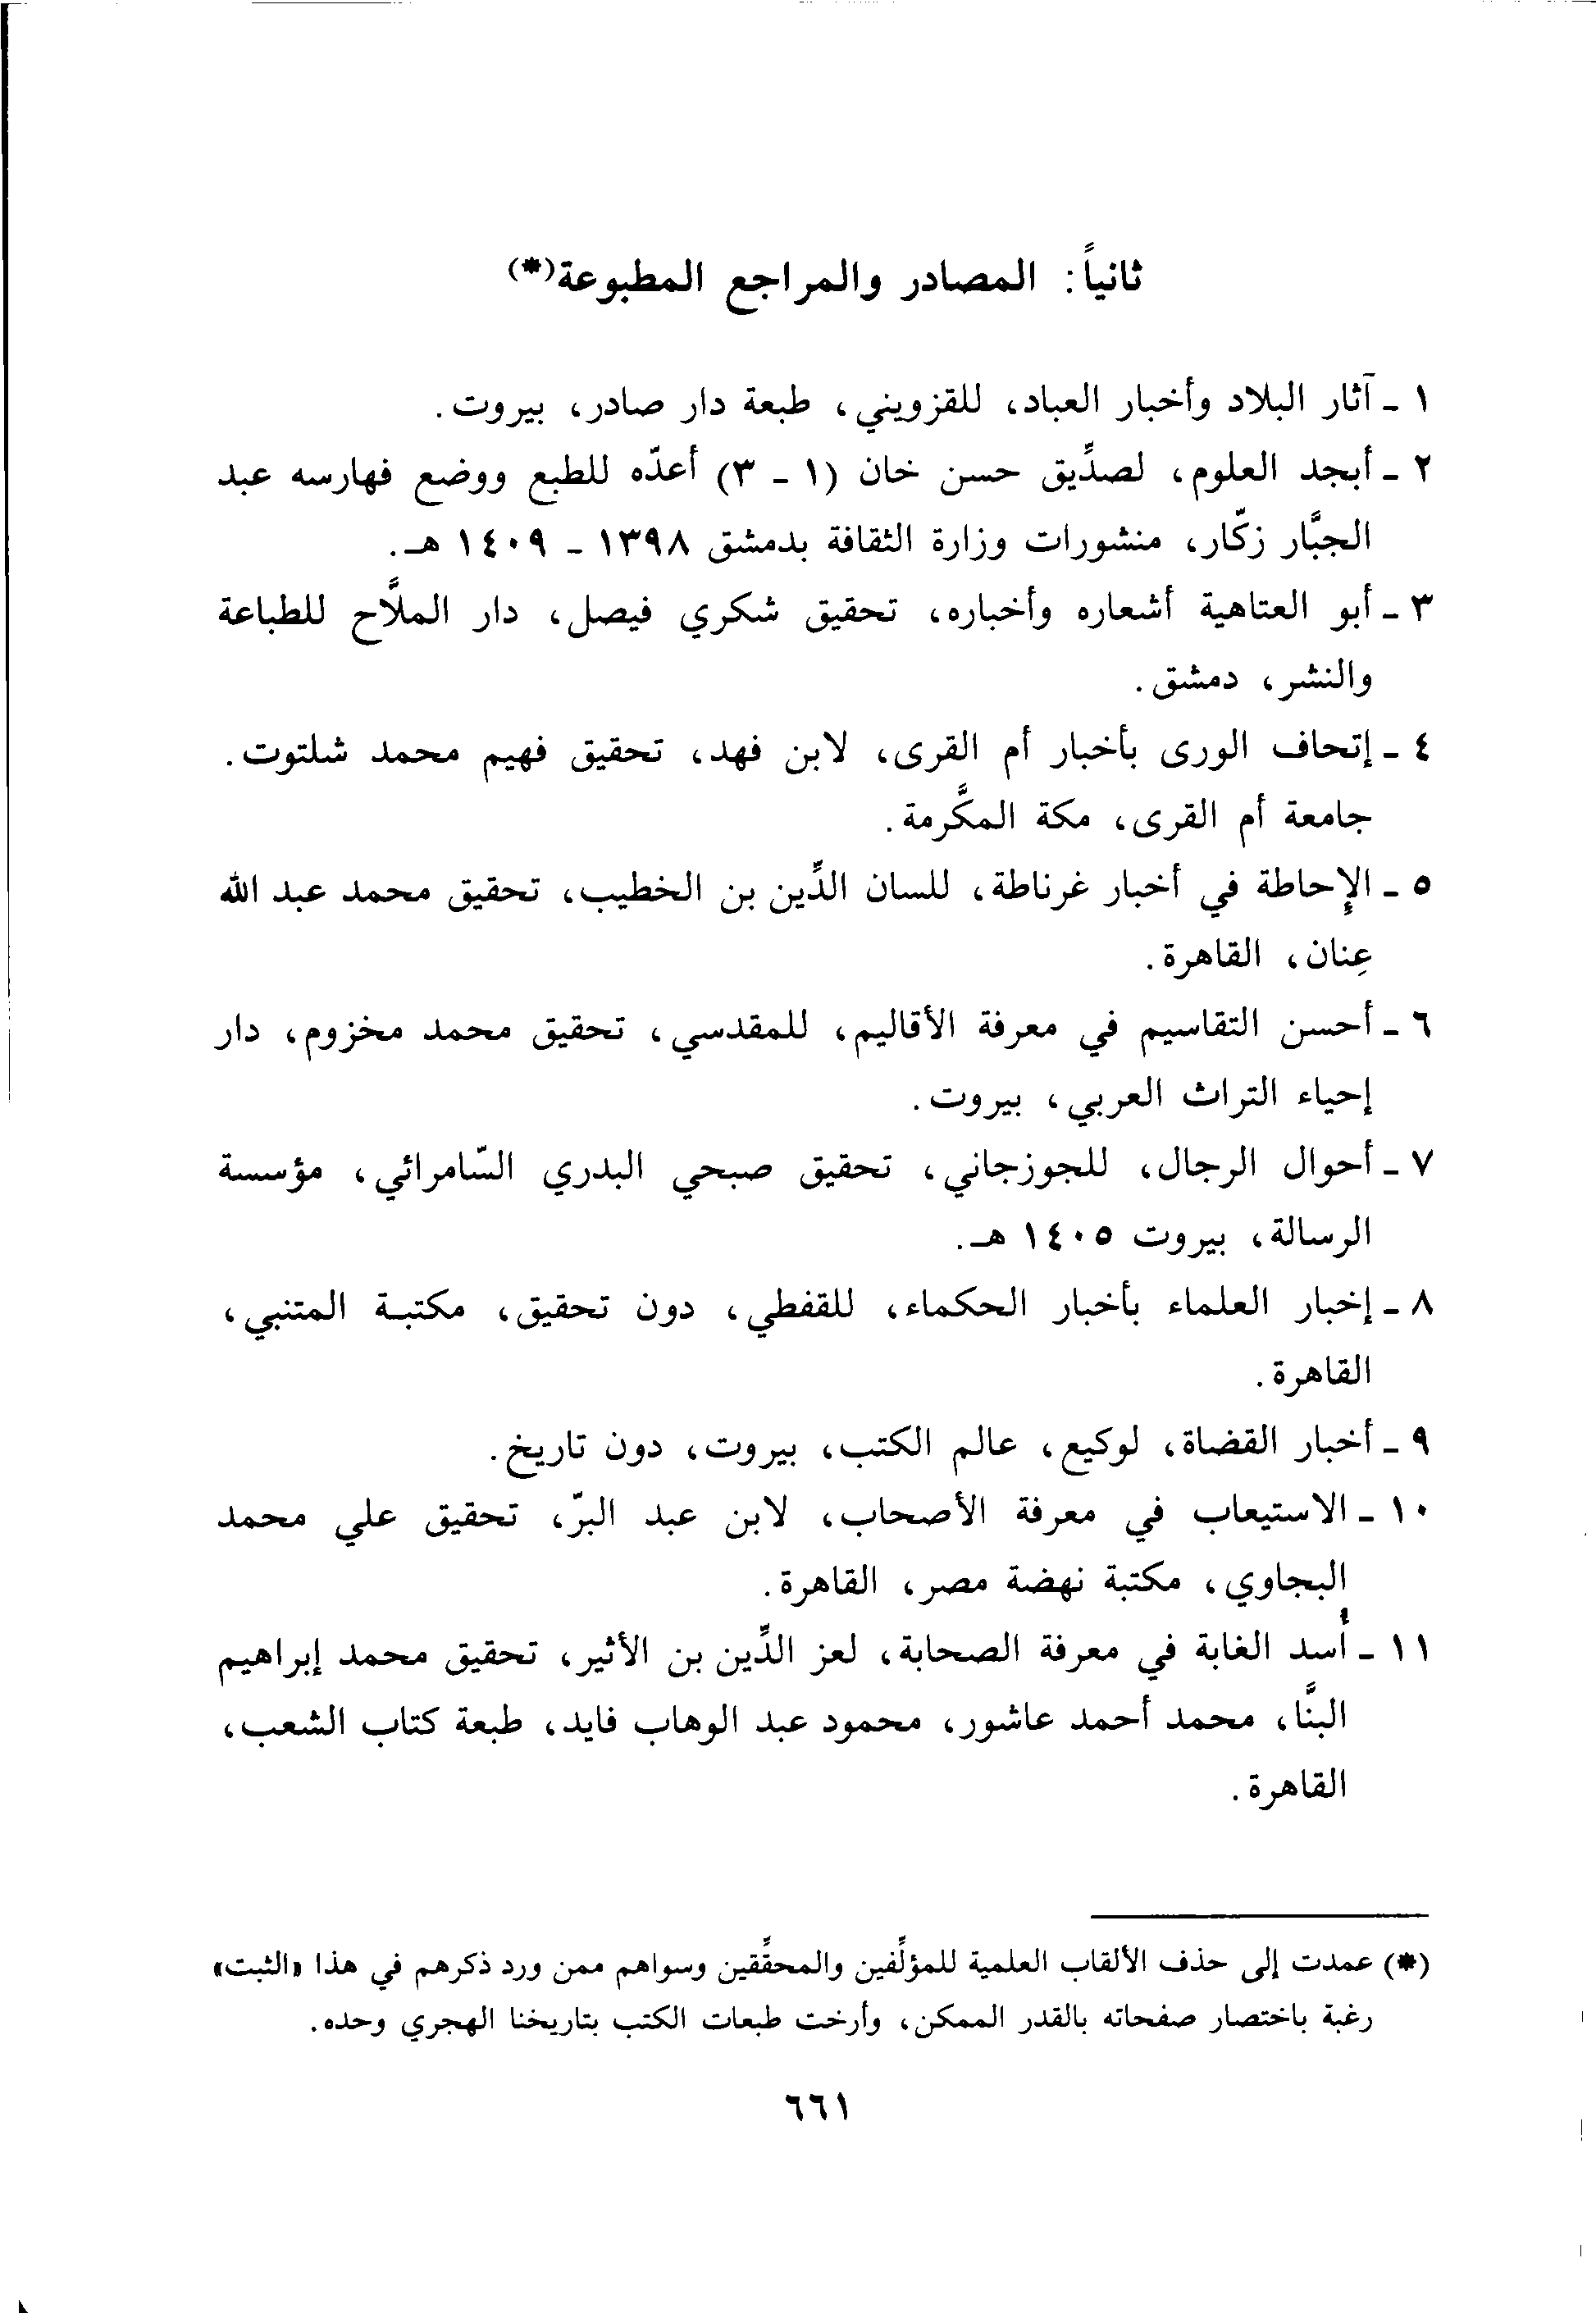 ثانياً: المصادر والمراجع المطبوعة(*)
١ - آثار البلاد وأخبار العباد، للقزويني، طبعة دار صادر، بيروت.
٢ - أبجد العلوم، لصدِّيق حسن خان (١ - ٣) أعدّه للطبع ووضع فهارسه عبد
الجبَّار زكّار، منشورات وزارة الثقافة بدمشق ١٣٩٨ - ١٤٠٩ هـ.
٣ - أبو العتاهية أشعاره وأخباره، تحقيق شكري فيصل، دار الملاَّح للطباعة
والنشر، دمشق.
٤ - إتحاف الورى بأخبار أم القرى، لابن فهد، تحقيق فهيم محمد شلتوت.
جامعة أم القرى، مكة المكَّرمة.
٥ - الإحاطة في أخبار غرناطة، للسان الدِّين بن الخطيب، تحقيق محمد عبد الله
عِنان، القاهرة.
٦ - أحسن التقاسيم في معرفة الأقاليم، للمقدسي، تحقيق محمد مخزوم، دار
إحياء التراث العربي، بيروت.
٧ - أحوال الرجال، للجوزجاني، تحقيق صبحي البدري السّامرائي، مؤسسة
الرسالة، بيروت ١٤٠٥ هـ.
٨ - إخبار العلماء بأخبار الحكماء، للقفطي، دون تحقيق، مكتبـة المتنبي،
القاهرة.
٩ - أخبار القضاة، لوكيع، عالم الكتب، بيروت، دون تاريخ.
١٠ - الاستيعاب في معرفة الأصحاب، لابن عبد البرّ، تحقيق علي محمد
البجاوي، مكتبة نهضة مصر، القاهرة.
١١ - أُسد الغابة في معرفة الصحابة، لعز الدِّين بن الأثير، تحقيق محمد إبراهيم
البنَّا، محمد أحمد عاشور، محمود عبد الوهاب فايد، طبعة كتاب الشعب،
القاهرة.
(*) عمدت إلى حذف الألقاب العلمية للمؤلِّفين والمحقِّقين وسواهم ممن ورد ذكرهم في هذا «الثبت»
رغبة باختصار صفحاته بالقدر الممكن، وأرخت طبعات الكتب بتاريخنا الهجري وحده.
٦٦١